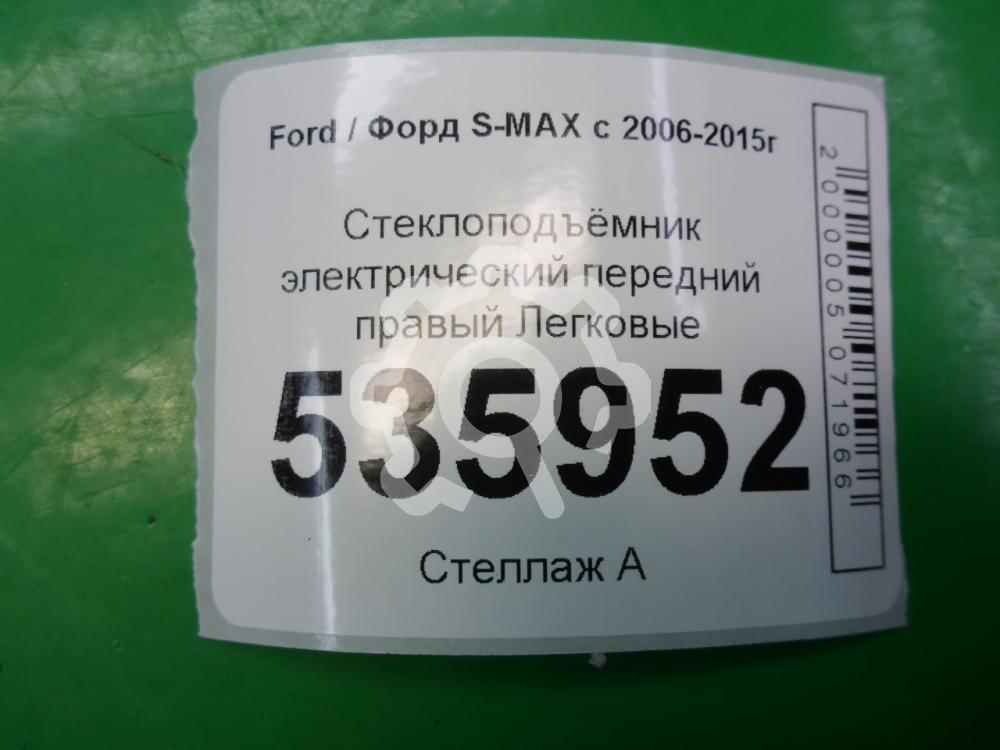 Ford / Форд S-MAX с 2006-2015г
Стеклоподъёмник
электрический передний
правый Легковые
535952
Стеллаж А
2000005071966